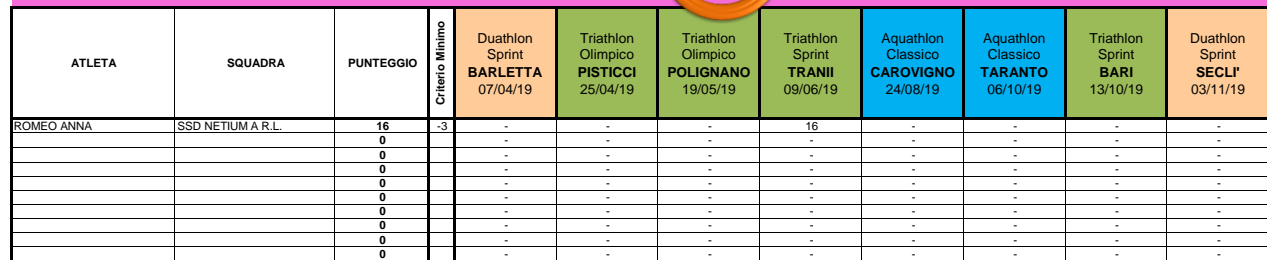 ATLETA SQUADRA PUNTEGGIO Criterio Minimo Duathlon Sprint BARLETTA 07/04/19 Triathlon Olimpico PISTICCI 25/04/19 Triathlon Olimpico POLIGNANO 19/05/19 Triathlon Sprint TRANII 09/06/19 Aquathlon Classico CAROVIGNO 24/08/19 Aquathlon Classico TARANTO 06/10/19 Triathlon Sprint BARI 13/10/19 Duathlon Sprint SECLI' 03/11/19
ROMEO ANNA SSD NETIUM A R.L. 16 -3 - - - 16 - - - -
0 - - - - - - - -
0 - - - - - - - -
0 - - - - - - - -
0 - - - - - - - -
0 - - - - - - - -
0 - - - - - - - -
0 - - - - - - - -
0 - - - - - - - -
0 - - - - - - - -